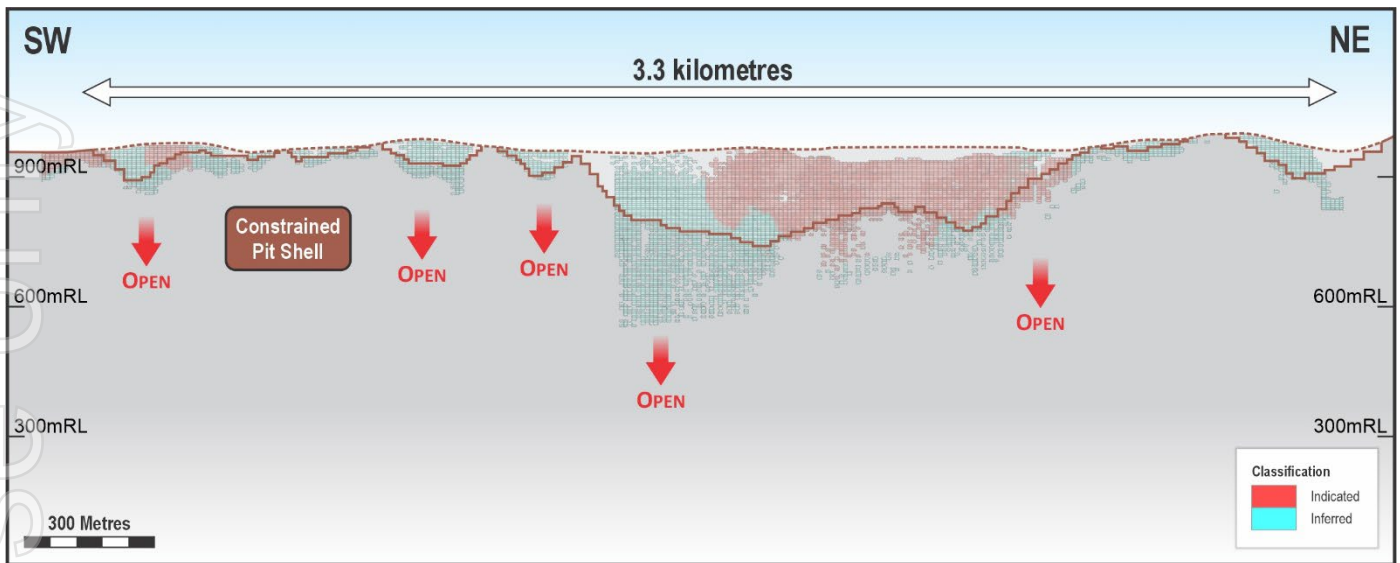 SW
NE
3.3 kilometres
900mRL
Constrained
Pit Shell
OPEN
OPEN
OPEN
600mRL
600mRL
OPEN
OPEN
300mRL
300mRL
Classification
Indicated
Inferred
300 Metres